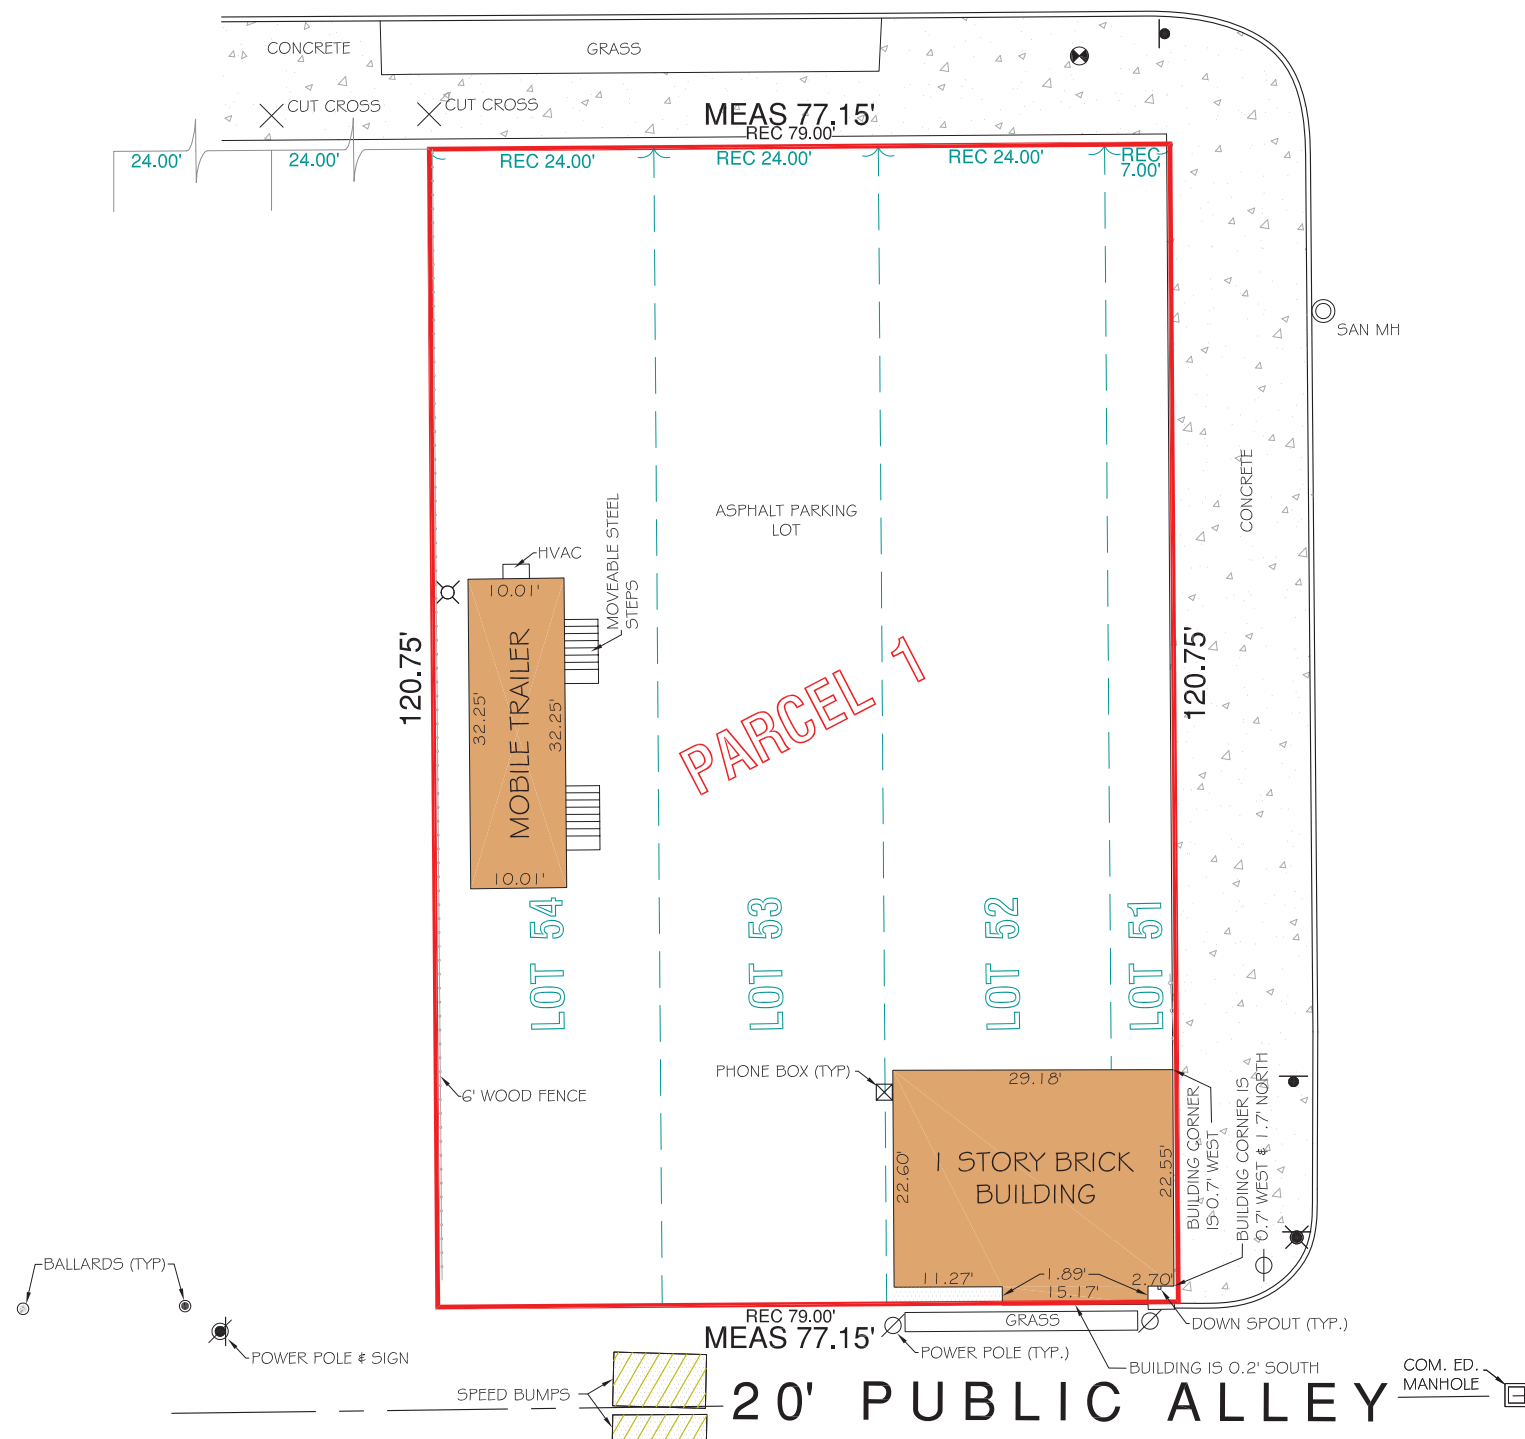 CONCRETE
GRASS
CUT CROSS
CUT CROSS
MEAS 77.15'
REC 79.00'
24.00'
24.00'
REC 24.00'
REC 24.00'
REC 24.00'
REC
7.00'
SAN MH
CONCRETE
ASPHALT PARKING
LOT
HVAC
MOVEABLE STEEL
STEPS
10.01'
120.75'
32.25'
MOBILE TRAILER
32.25'
10.01'
PARCEL 1
120.75'
LOT 54
LOT 53
LOT 52
LOT 51
PHONE BOX (TYP)
6' WOOD FENCE
29.18'
22.60'
1 STORY BRICK
BUILDING
22.55'
BUILDING CORNER
IS 0.7' WEST
BUILDING CORNER IS
0.7' WEST & 1.7' NORTH
11.27'
1.89'
15.17'
2.70'
BALLARDS (TYP)
POWER POLE & SIGN
REC 79.00'
MEAS 77.15'
GRASS
DOWN SPOUT (TYP.)
POWER POLE (TYP.)
BUILDING IS 0.2' SOUTH
SPEED BUMPS
20' PUBLIC ALLEY
COM. ED.
MANHOLE